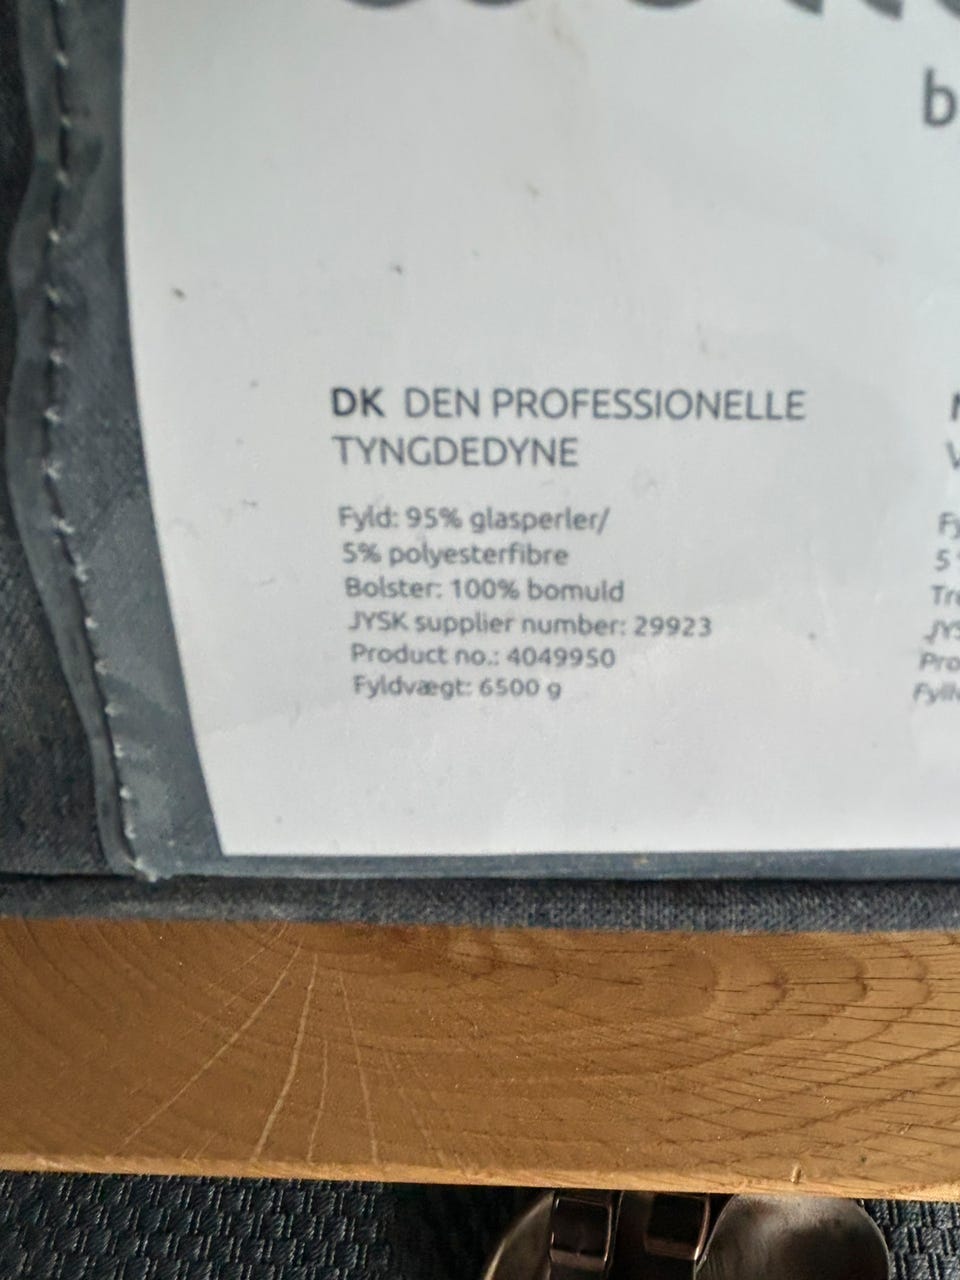 DK DEN PROFESSIONELLE
TYNGDEDYNE
Fyld: 95% glasperler/
5% polyesterfibre
Bolster: 100% bomuld
JYSK supplier number: 29923
Product no.: 4049950
Fyldvægt: 6500 g